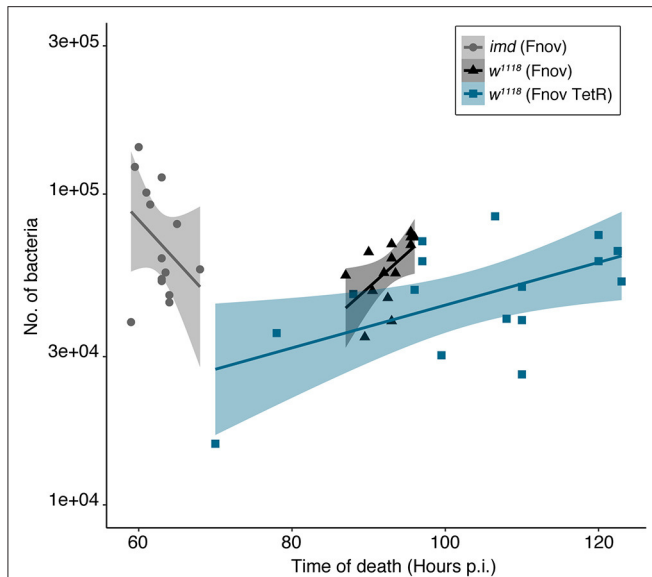 3e+05
1e+05
3e+04
1e+04
No. of bacteria
imd (Fnov)
w1118 (Fnov)
w1118 (Fnov TetR)
60
80
100
120
Time of death (Hours p.i.)